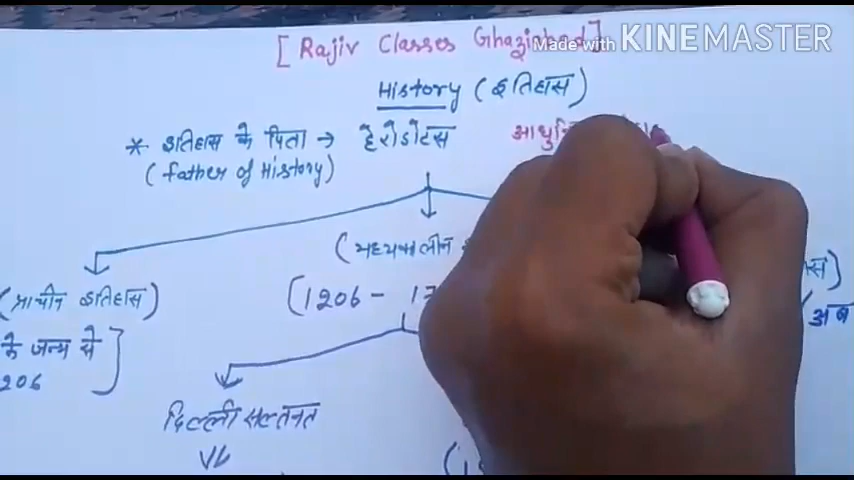 Made with KINEMASTER
[Rajiv Classes
History (इतिहास)
* इतिहास के पिता → हेरोडोटस
(father of History)
(मध्यकालीन
(प्राचीन इतिहास)
(1206 -
के जन्म से
206
अब
दिल्ली सल्तनत